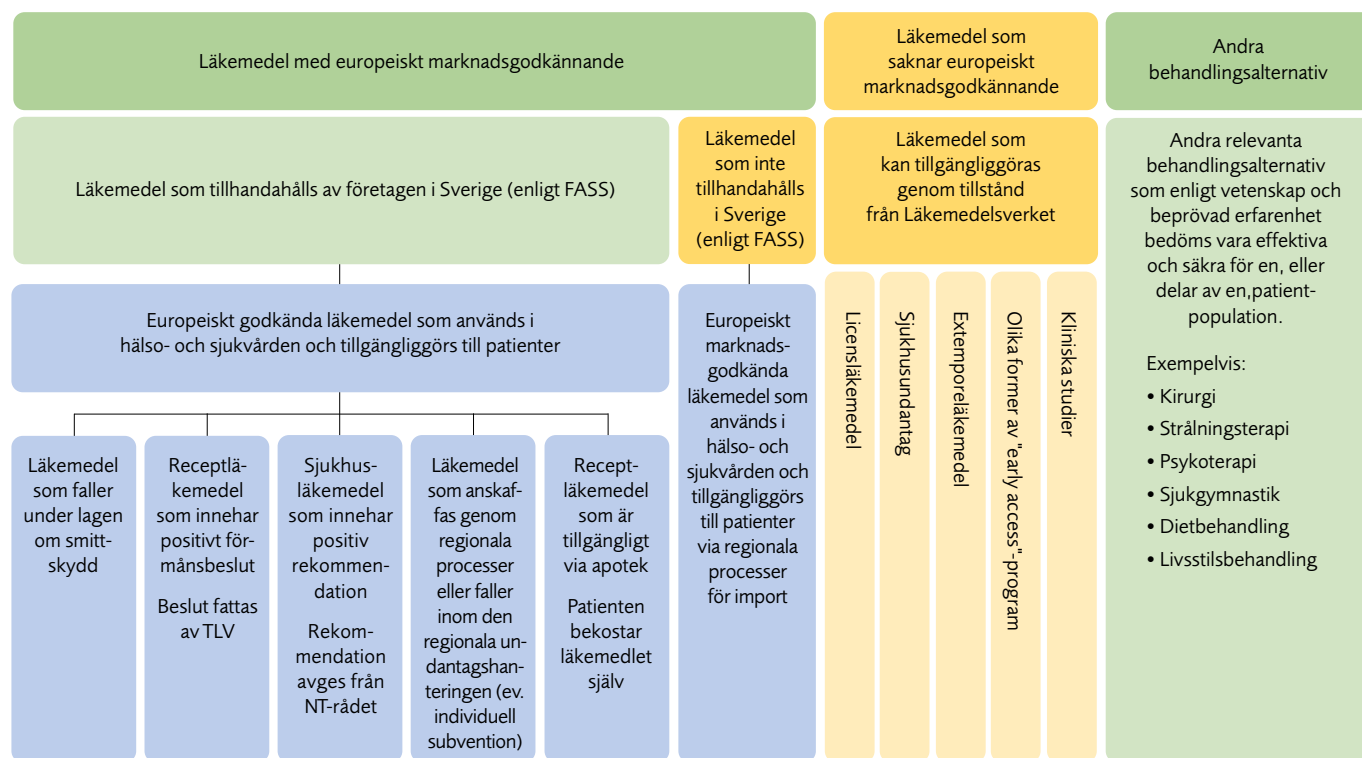 Läkemedel med europeiskt marknadsgodkännande
Läkemedel som
saknar europeiskt
marknadsgodkännande
Andra
behandlingsalternativ
Läkemedel som tillhandahålls av företagen i Sverige (enligt FASS)
Läkemedel
som inte
tillhandahålls
i Sverige
(enligt FASS)
Läkemedel som
kan tillgängliggöras
genom tillstånd
från Läkemedelsverket
Andra relevanta
behandlingsalternativ
som enligt vetenskap och
beprövad erfarenhet
bedöms vara effektiva
och säkra för en, eller
delar av en,patient-
population.
Exempelvis:
• Kirurgi
• Strålningsterapi
• Psykoterapi
• Sjukgymnastik
• Dietbehandling
• Livsstilsbehandling
Europeiskt godkända läkemedel som används i
hälso- och sjukvården och tillgängliggörs till patienter
Läkemedel
som faller
under lagen
om smitt-
skydd
Receptlä-
kemedel
som innehar
positivt för-
månsbeslut
Beslut fattas
av TLV
Sjukhus-
läkemedel
som innehar
positiv
rekommen-
dation
Rekom-
mendation
avges från
NT-rådet
Läkemedel
som anskaf-
fas genom
regionala
processer
eller faller
inom den
regionala un-
dantagshan-
teringen (ev.
individuell
subvention)
Recept-
läkemedel
som är
tillgängligt
via apotek
Patienten
bekostar
läkemedlet
själv
Europeiskt
marknads-
godkända
läkemedel som
används i
hälso- och
sjukvården och
tillgängliggörs
till patienter
via regionala
processer
för import
Licensläkemedel
Sjukhusundantag
Extemporeläkemedel
Olika former av "early access"-program
Kliniska studier